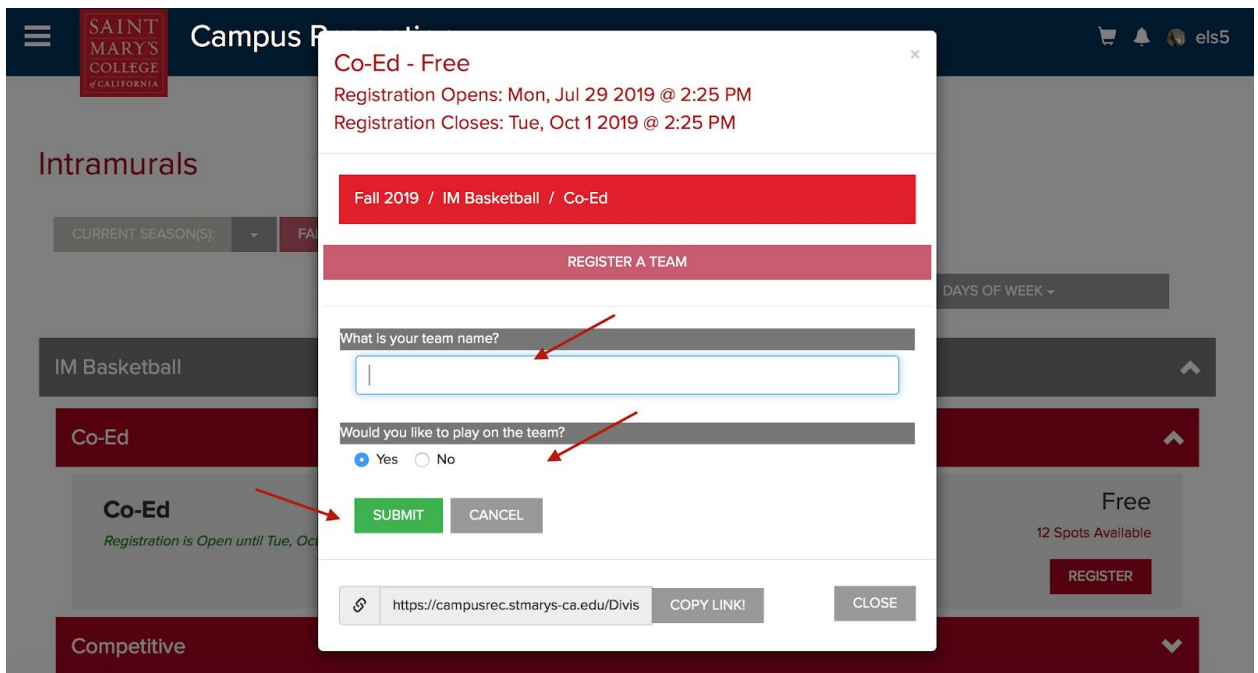 SAINT
MARY'S
COLLEGE
of CALIFORNIA
Campus
els5
Co-Ed - Free
×
Registration Opens: Mon, Jul 29 2019 @ 2:25 PM
Registration Closes: Tue, Oct 1 2019 @ 2:25 PM
Intramurals
Fall 2019 / IM Basketball / Co-Ed
CURRENT SEASON(S):
REGISTER A TEAM
DAYS OF WEEK
What is your team name?
IM Basketball
Would you like to play on the team?
Co-Ed
Yes No
Co-Ed
Free
SUBMIT CANCEL
Registration is Open until Tue, Oct
12 Spots Available
REGISTER
https://campusrec.stmarys-ca.edu/Divis COPY LINK!
CLOSE
Competitive